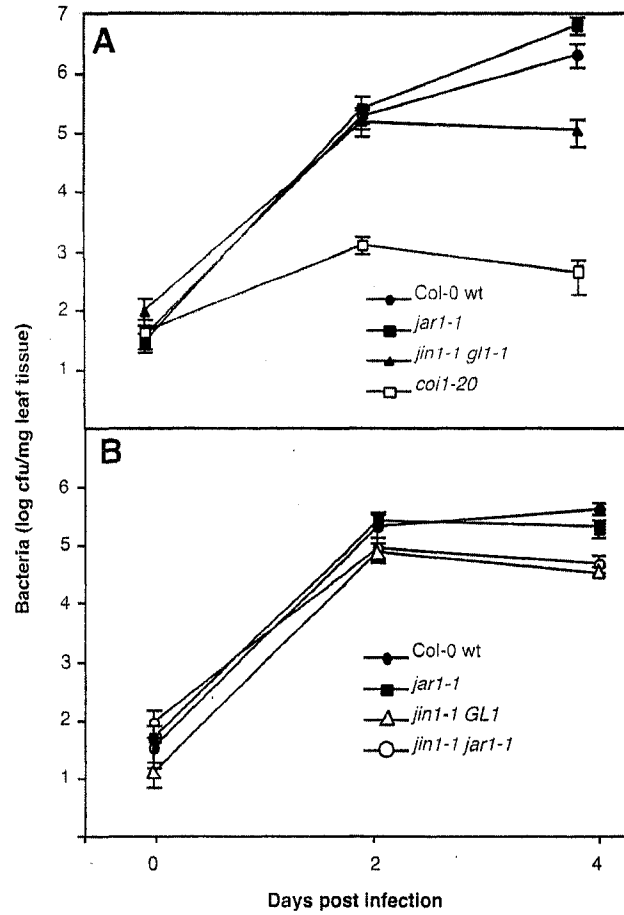 A
7
6
5
4
3
2
1
Col-0 wt
jar1-1
jin1-1 gl1-1
coi1-20
Bacteria (log cfu/mg leaf tissue)
B
6
5
4
3
2
1
Col-0 wt
jar1-1
jin1-1 GL1
jin1-1 jar1-1
0 2 4
Days post infection